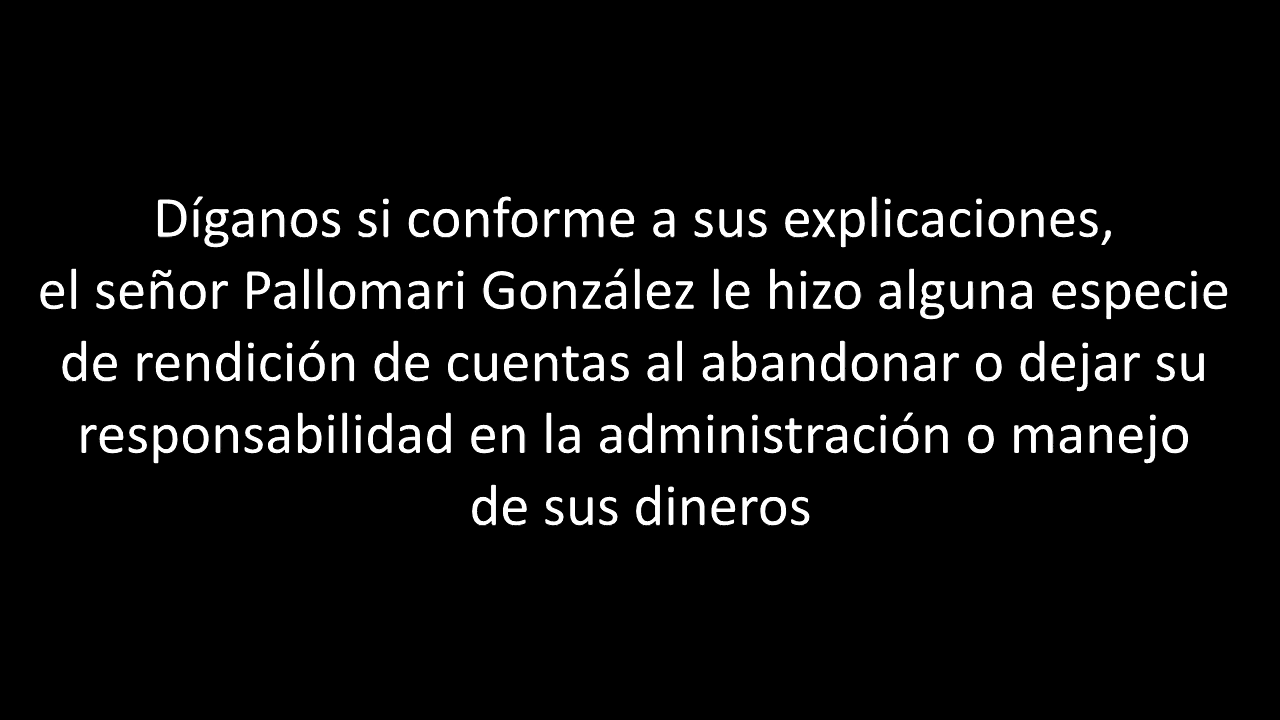 Díganos si conforme a sus explicaciones,
el señor Pallomari González le hizo alguna especie
de rendición de cuentas al abandonar o dejar su
responsabilidad en la administración o manejo
de sus dineros